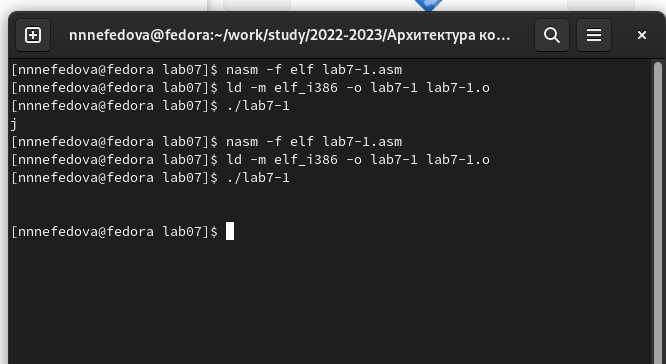 nnnefedova@fedora:~/work/study/2022-2023/Архитектура ко...
[nnnefedova@fedora lab07]$ nasm -f elf lab7-1.asm
[nnnefedova@fedora lab07]$ ld -m elf_i386 -o lab7-1 lab7-1.o
[nnnefedova@fedora lab07]$ ./lab7-1
j
[nnnefedova@fedora lab07]$ nasm -f elf lab7-1.asm
[nnnefedova@fedora lab07]$ ld -m elf_i386 -o lab7-1 lab7-1.o
[nnnefedova@fedora lab07]$ ./lab7-1
[nnnefedova@fedora lab07]$